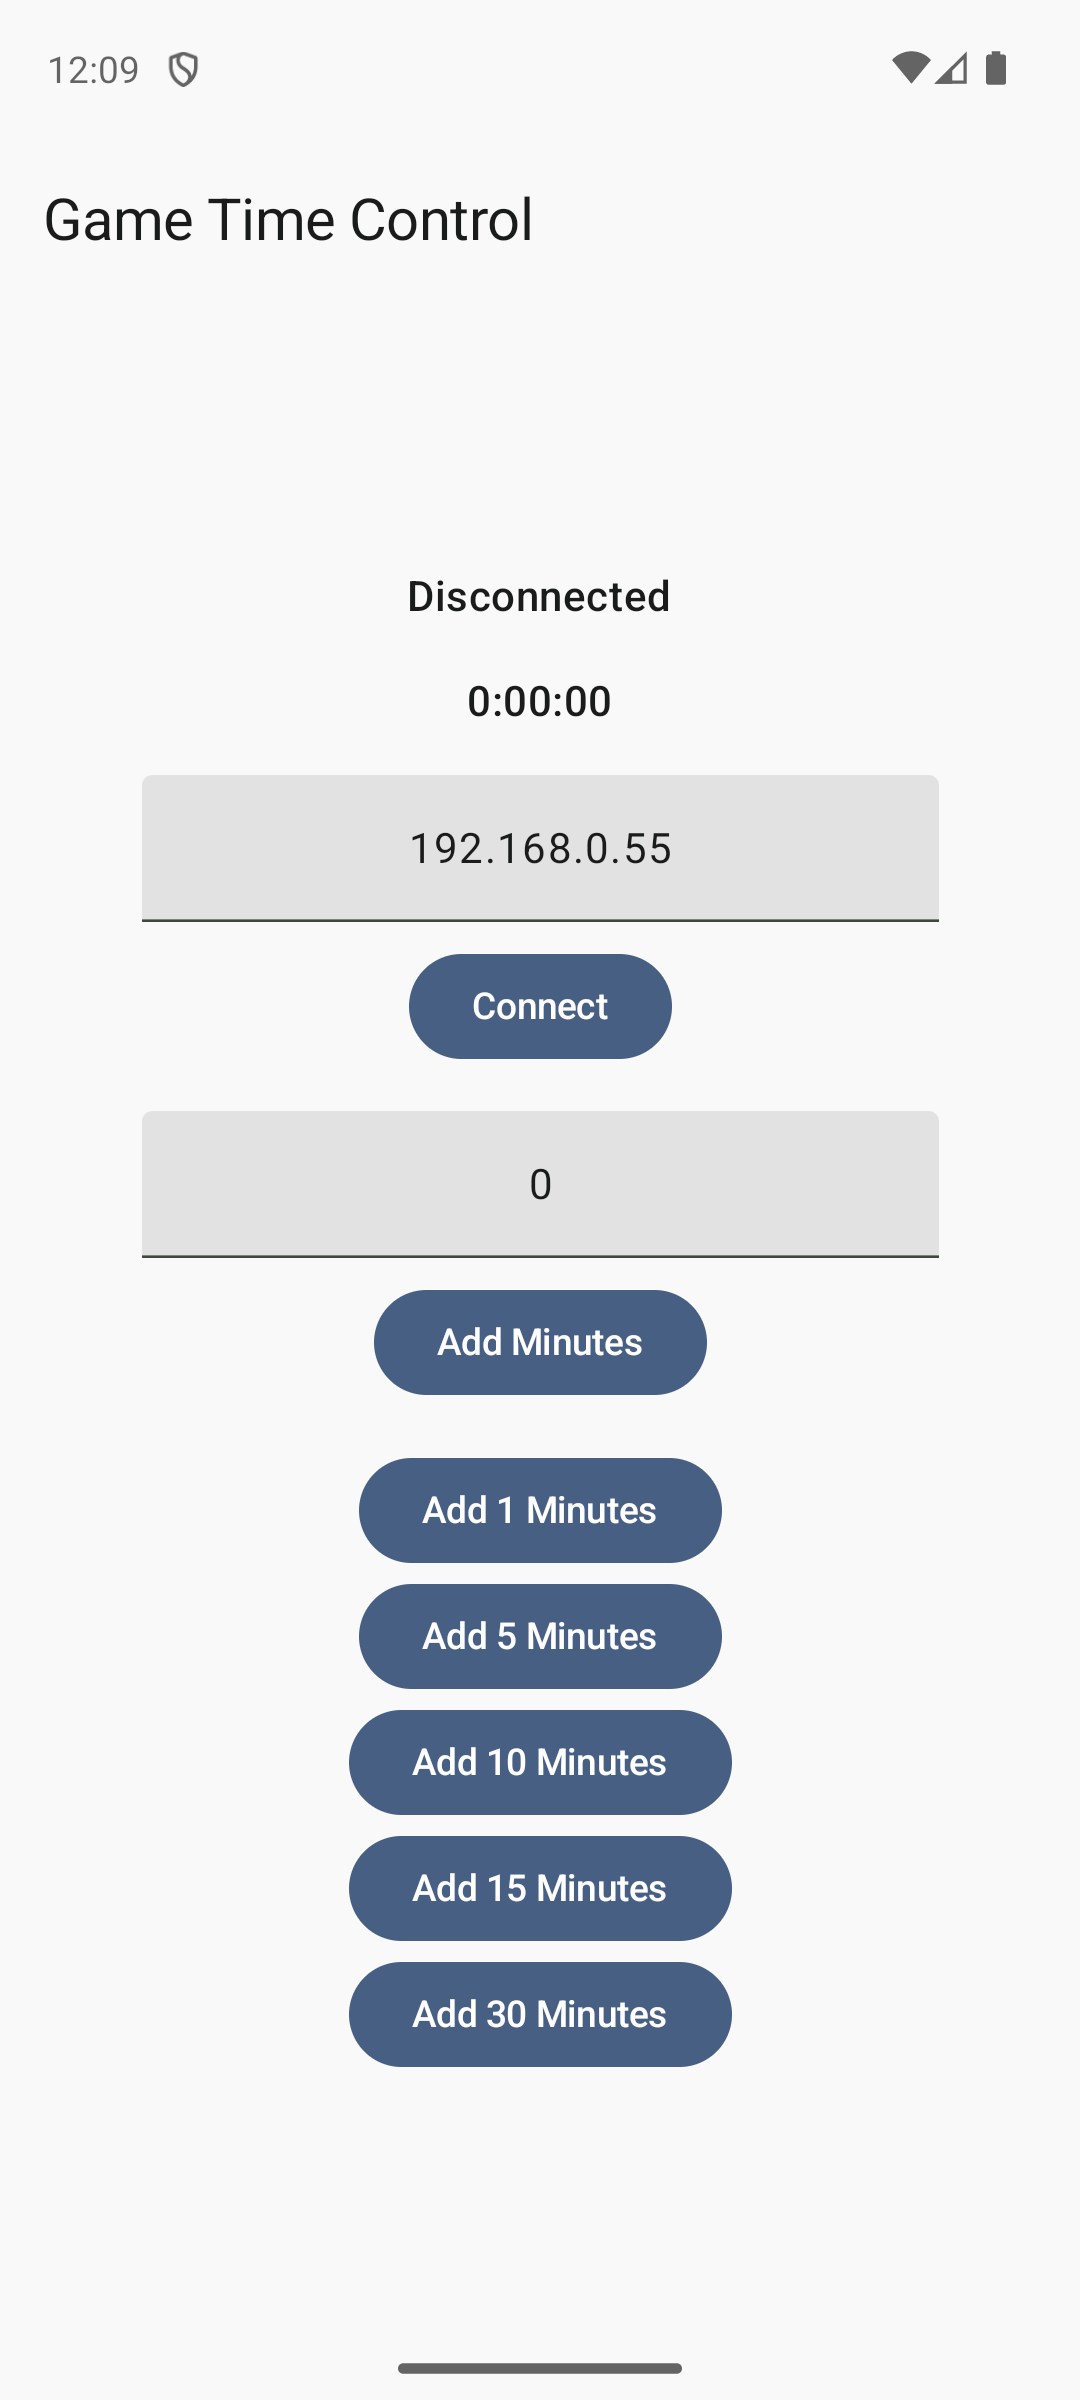 12:09
Game Time Control
Disconnected
0:00:00
192.168.0.55
Connect
0
Add Minutes
Add 1 Minutes
Add 5 Minutes
Add 10 Minutes
Add 15 Minutes
Add 30 Minutes